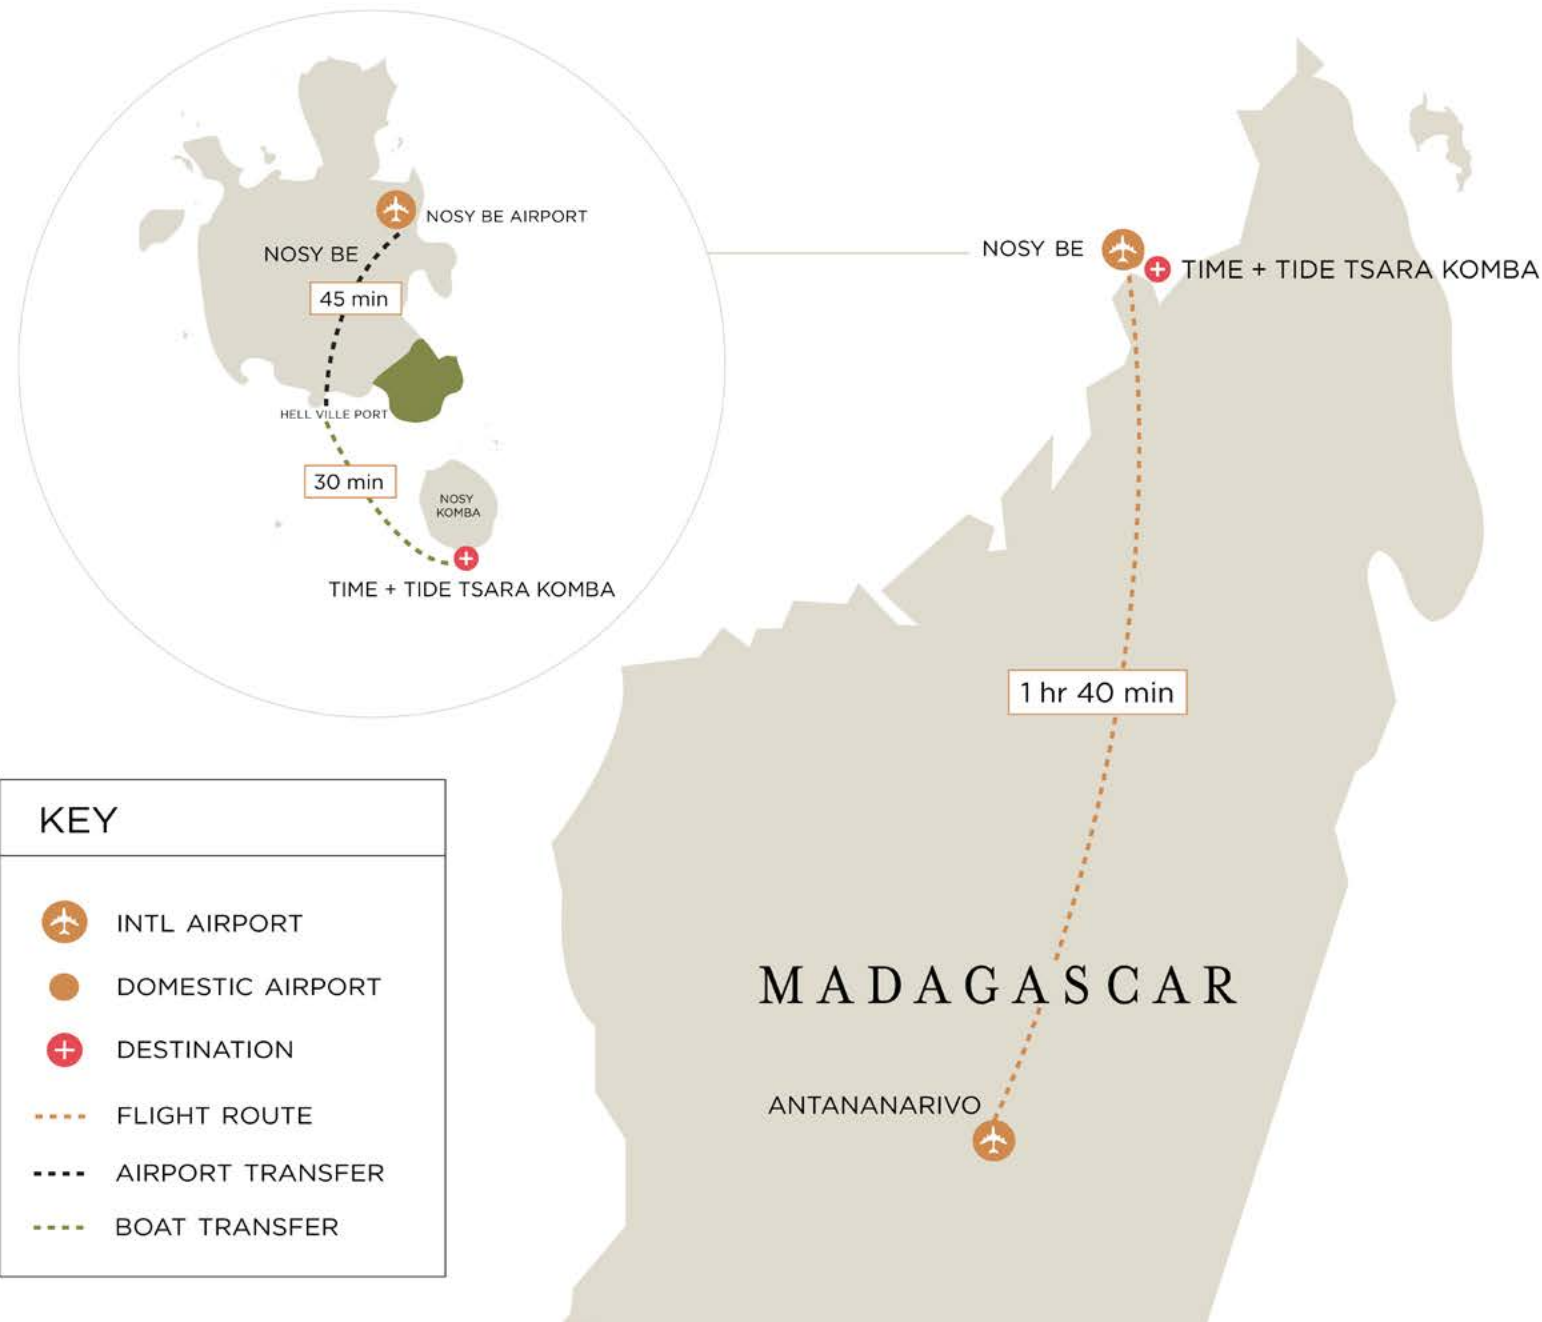 NOSY BE AIRPORT
NOSY BE
45 min
HELL VILLE PORT
30 min
NOSY
KOMBA
TIME + TIDE TSARA KOMBA
NOSY BE
TIME + TIDE TSARA KOMBA
1 hr 40 min
MADAGASCAR
ANTANANARIVO
KEY
INTL AIRPORT
DOMESTIC AIRPORT
DESTINATION
FLIGHT ROUTE
AIRPORT TRANSFER
BOAT TRANSFER